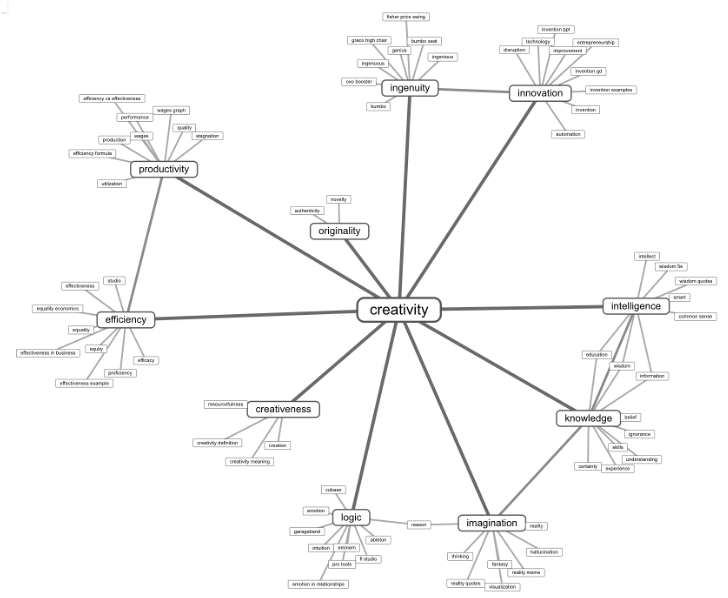 fisher price swing
graco high chair
bumbo seat
genius
ingenious
ingenuous
oxo booster
ingenuity
bumbo
invention ppt
technology
entrepreneurship
disruption
improvement
invention gd
innovation
invention examples
invention
automation
efficiency vs effectiveness
wages graph
performance
quality
wages
stagnation
production
efficiency formula
productivity
utilization
novelty
authenticity
originality
creativity
intellect
wisdom 5e
wisdom quotes
smart
intelligence
common sense
education
wisdom
information
studio
effectiveness
equality economics
efficiency
equality
equity
effectiveness in business
efficacy
proficiency
effectiveness example
resourcefulness
creativeness
creativity definition
creation
creativity meaning
knowledge
belief
ignorance
skills
understanding
certainty
experience
cubase
emotion
logic
reason
imagination
reality
garageband
ableton
intuition
eminem
fl studio
pro tools
emotion in relationships
hallucination
thinking
fantasy
reality meme
reality quotes
visualization